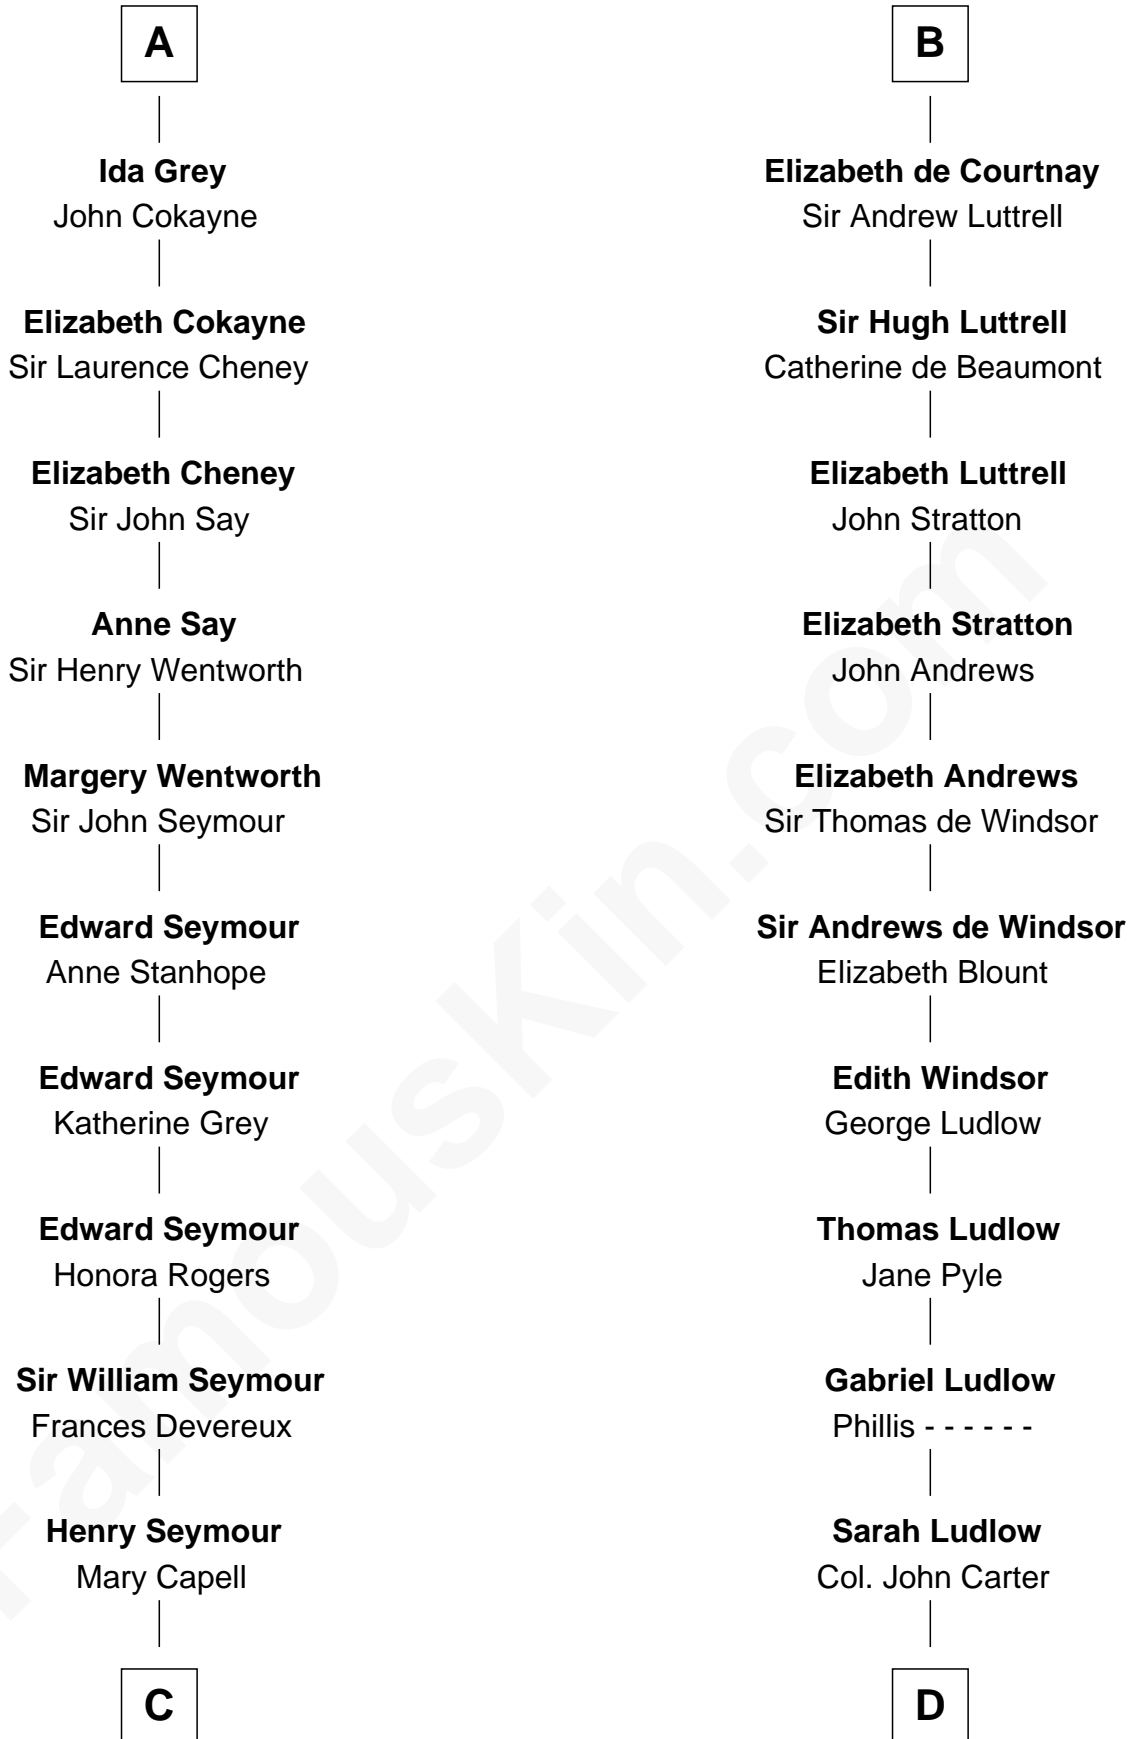 A
Ida Grey
John Cokayne
Elizabeth Cokayne
Sir Laurence Cheney
Elizabeth Cheney
Sir John Say
Anne Say
Sir Henry Wentworth
Margery Wentworth
Sir John Seymour
Edward Seymour
Anne Stanhope
Edward Seymour
Katherine Grey
Edward Seymour
Honora Rogers
Sir William Seymour
Frances Devereux
Henry Seymour
Mary Capell
C
B
Elizabeth de Courtnay
Sir Andrew Luttrell
Sir Hugh Luttrell
Catherine de Beaumont
Elizabeth Luttrell
John Stratton
Elizabeth Stratton
John Andrews
Elizabeth Andrews
Sir Thomas de Windsor
Sir Andrews de Windsor
Elizabeth Blount
Edith Windsor
George Ludlow
Thomas Ludlow
Jane Pyle
Gabriel Ludlow
Phillis - - - - - -
Sarah Ludlow
Col. John Carter
D
FamousKin.com